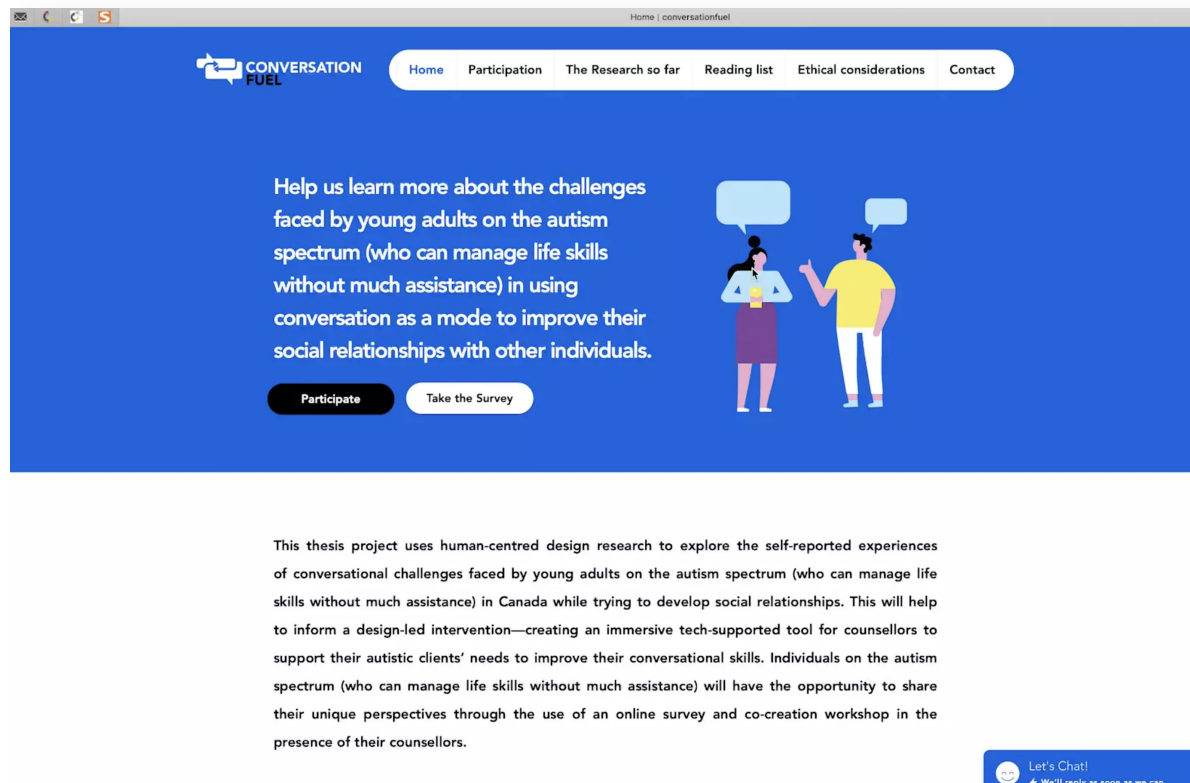 Home | conversationfuel
CONVERSATION
FUEL
Home Participation The Research so far Reading list Ethical considerations Contact
Help us learn more about the challenges
faced by young adults on the autism
spectrum (who can manage life skills
without much assistance) in using
conversation as a mode to improve their
social relationships with other individuals.
Participate Take the Survey
This thesis project uses human-centred design research to explore the self-reported experiences
of conversational challenges faced by young adults on the autism spectrum (who can manage life
skills without much assistance) in Canada while trying to develop social relationships. This will help
to inform a design-led intervention—creating an immersive tech-supported tool for counsellors to
support their autistic clients’ needs to improve their conversational skills. Individuals on the autism
spectrum (who can manage life skills without much assistance) will have the opportunity to share
their unique perspectives through the use of an online survey and co-creation workshop in the
presence of their counsellors.
Let's Chat!
We'll reply as soon as we can